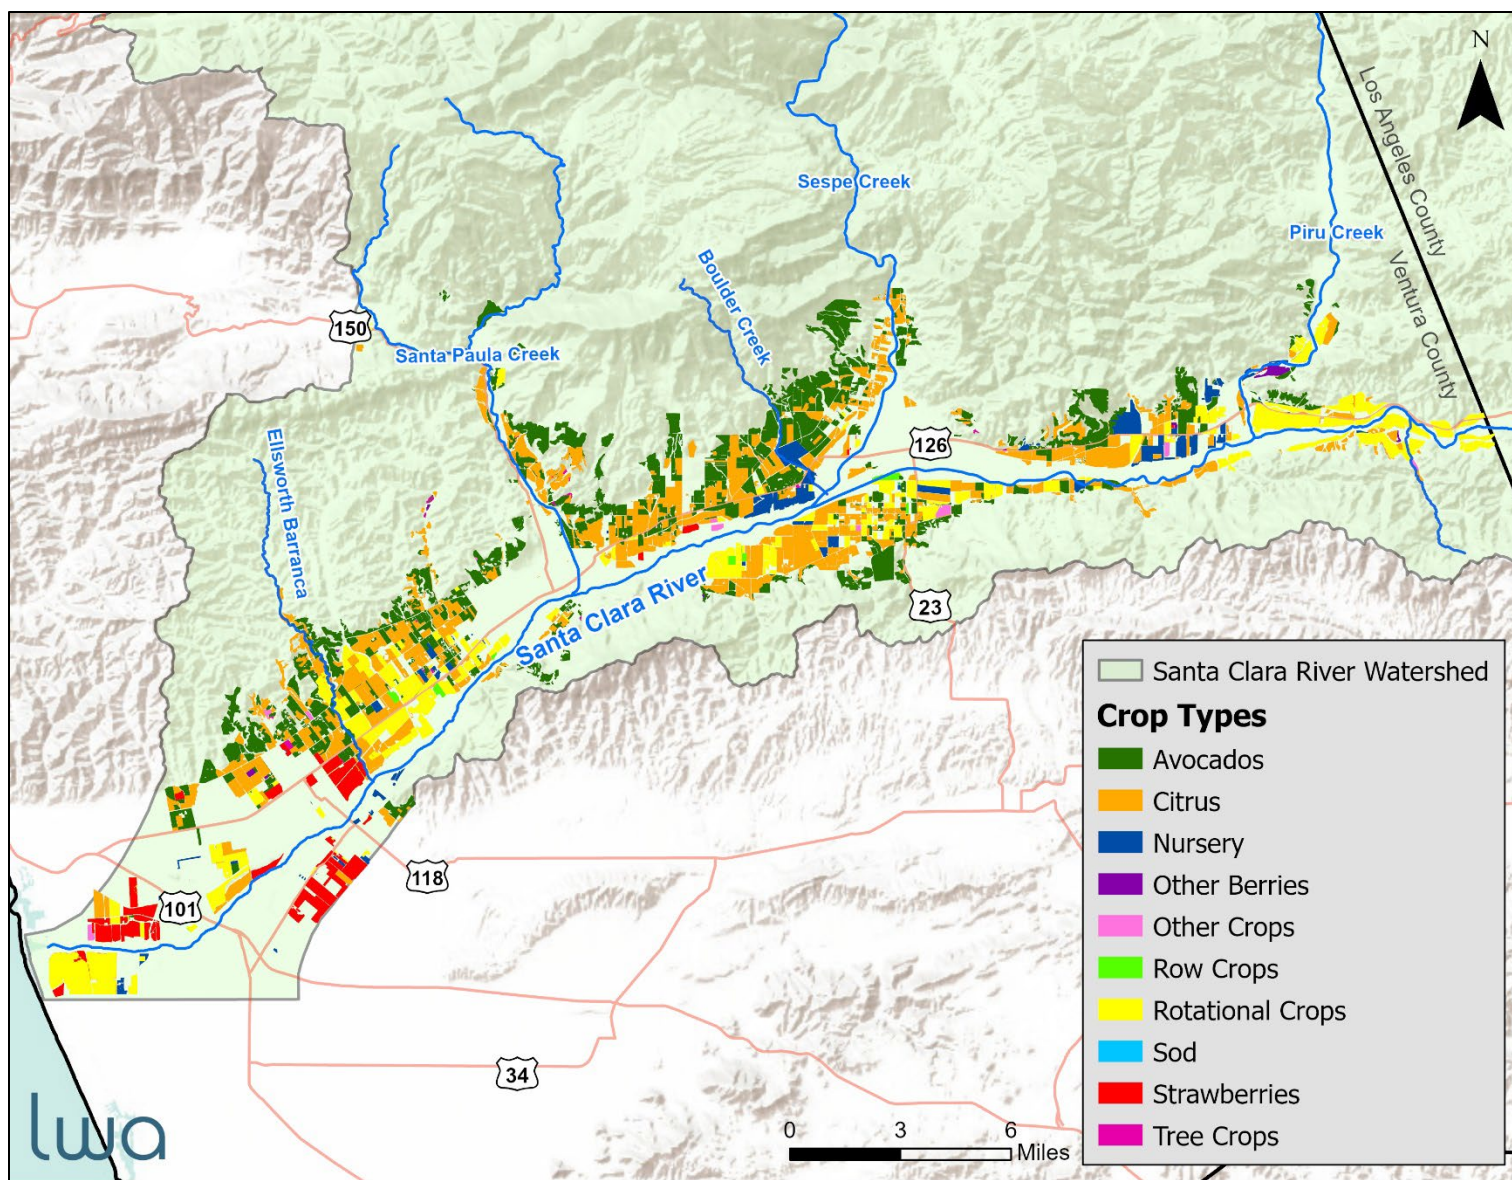 N
Los Angeles County
Ventura County
Sespe Creek
Piru Creek
Boulder Creek
150
Santa Paula Creek
Ellsworth Barranca
126
Santa Clara River
23
118
101
34
Santa Clara River Watershed
Crop Types
Avocados
Citrus
Nursery
Other Berries
Other Crops
Row Crops
Rotational Crops
Sod
Strawberries
Tree Crops
0 3 6
Miles
lwa